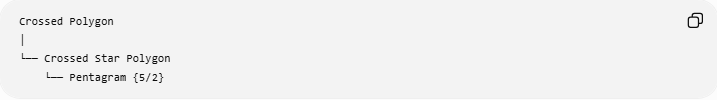 Crossed Polygon
│
└── Crossed Star Polygon
    └── Pentagram {5/2}